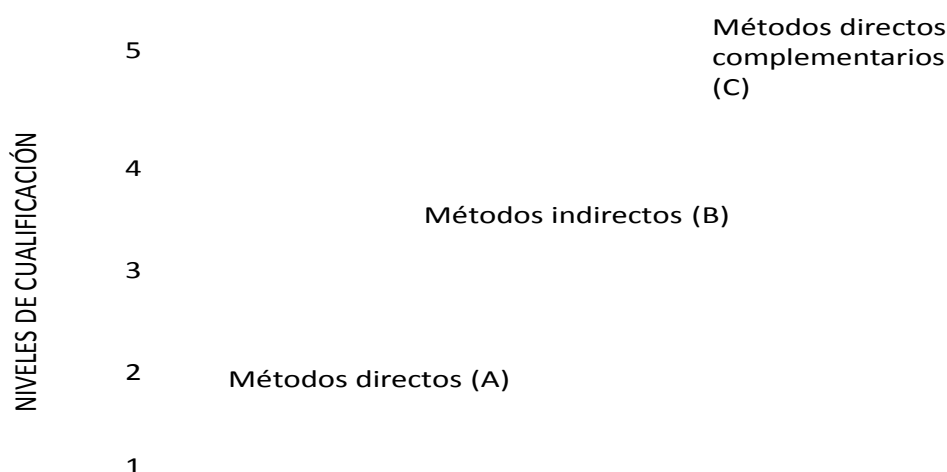 Métodos directos
complementarios
(C)
5
NIVELES DE CUALIFICACIÓN
4
Métodos indirectos (B)
3
2
Métodos directos (A)
1